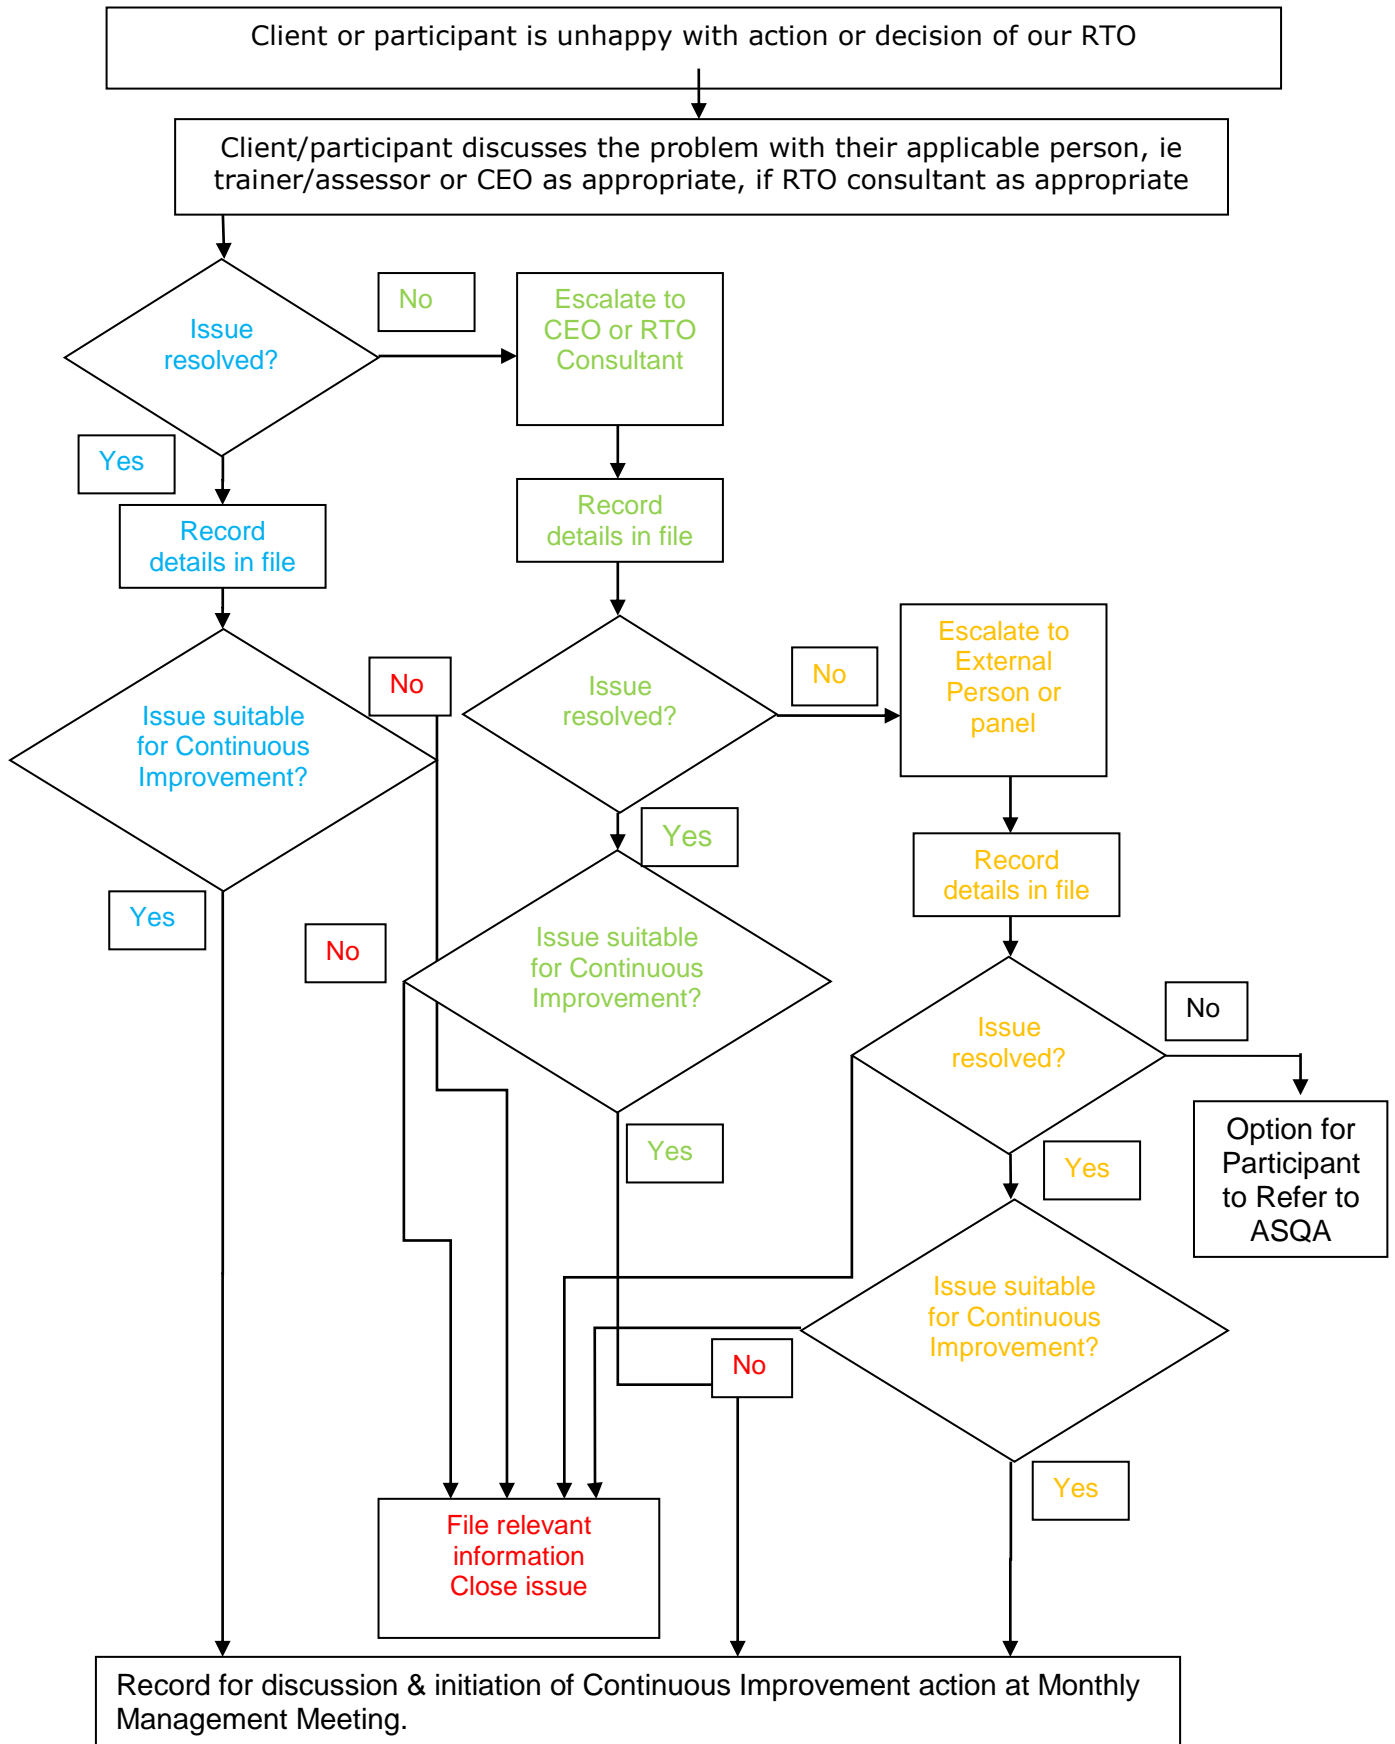 Client or participant is unhappy with action or decision of our RTO
Client/participant discusses the problem with their applicable person, ie
trainer/assessor or CEO as appropriate, if RTO consultant as appropriate
Issue
resolved?
No
Escalate to
CEO or RTO
Consultant
Yes
Record
details in file
Record
details in file
Issue suitable
for Continuous
Improvement?
No
Issue
resolved?
No
Escalate to
External
Person or
panel
Yes
Yes
Record
details in file
No
Issue suitable
for Continuous
Improvement?
Issue
resolved?
No
Yes
Yes
Option for
Participant
to Refer to
ASQA
Issue suitable
for Continuous
Improvement?
No
Yes
File relevant
information
Close issue
Record for discussion & initiation of Continuous Improvement action at Monthly
Management Meeting.